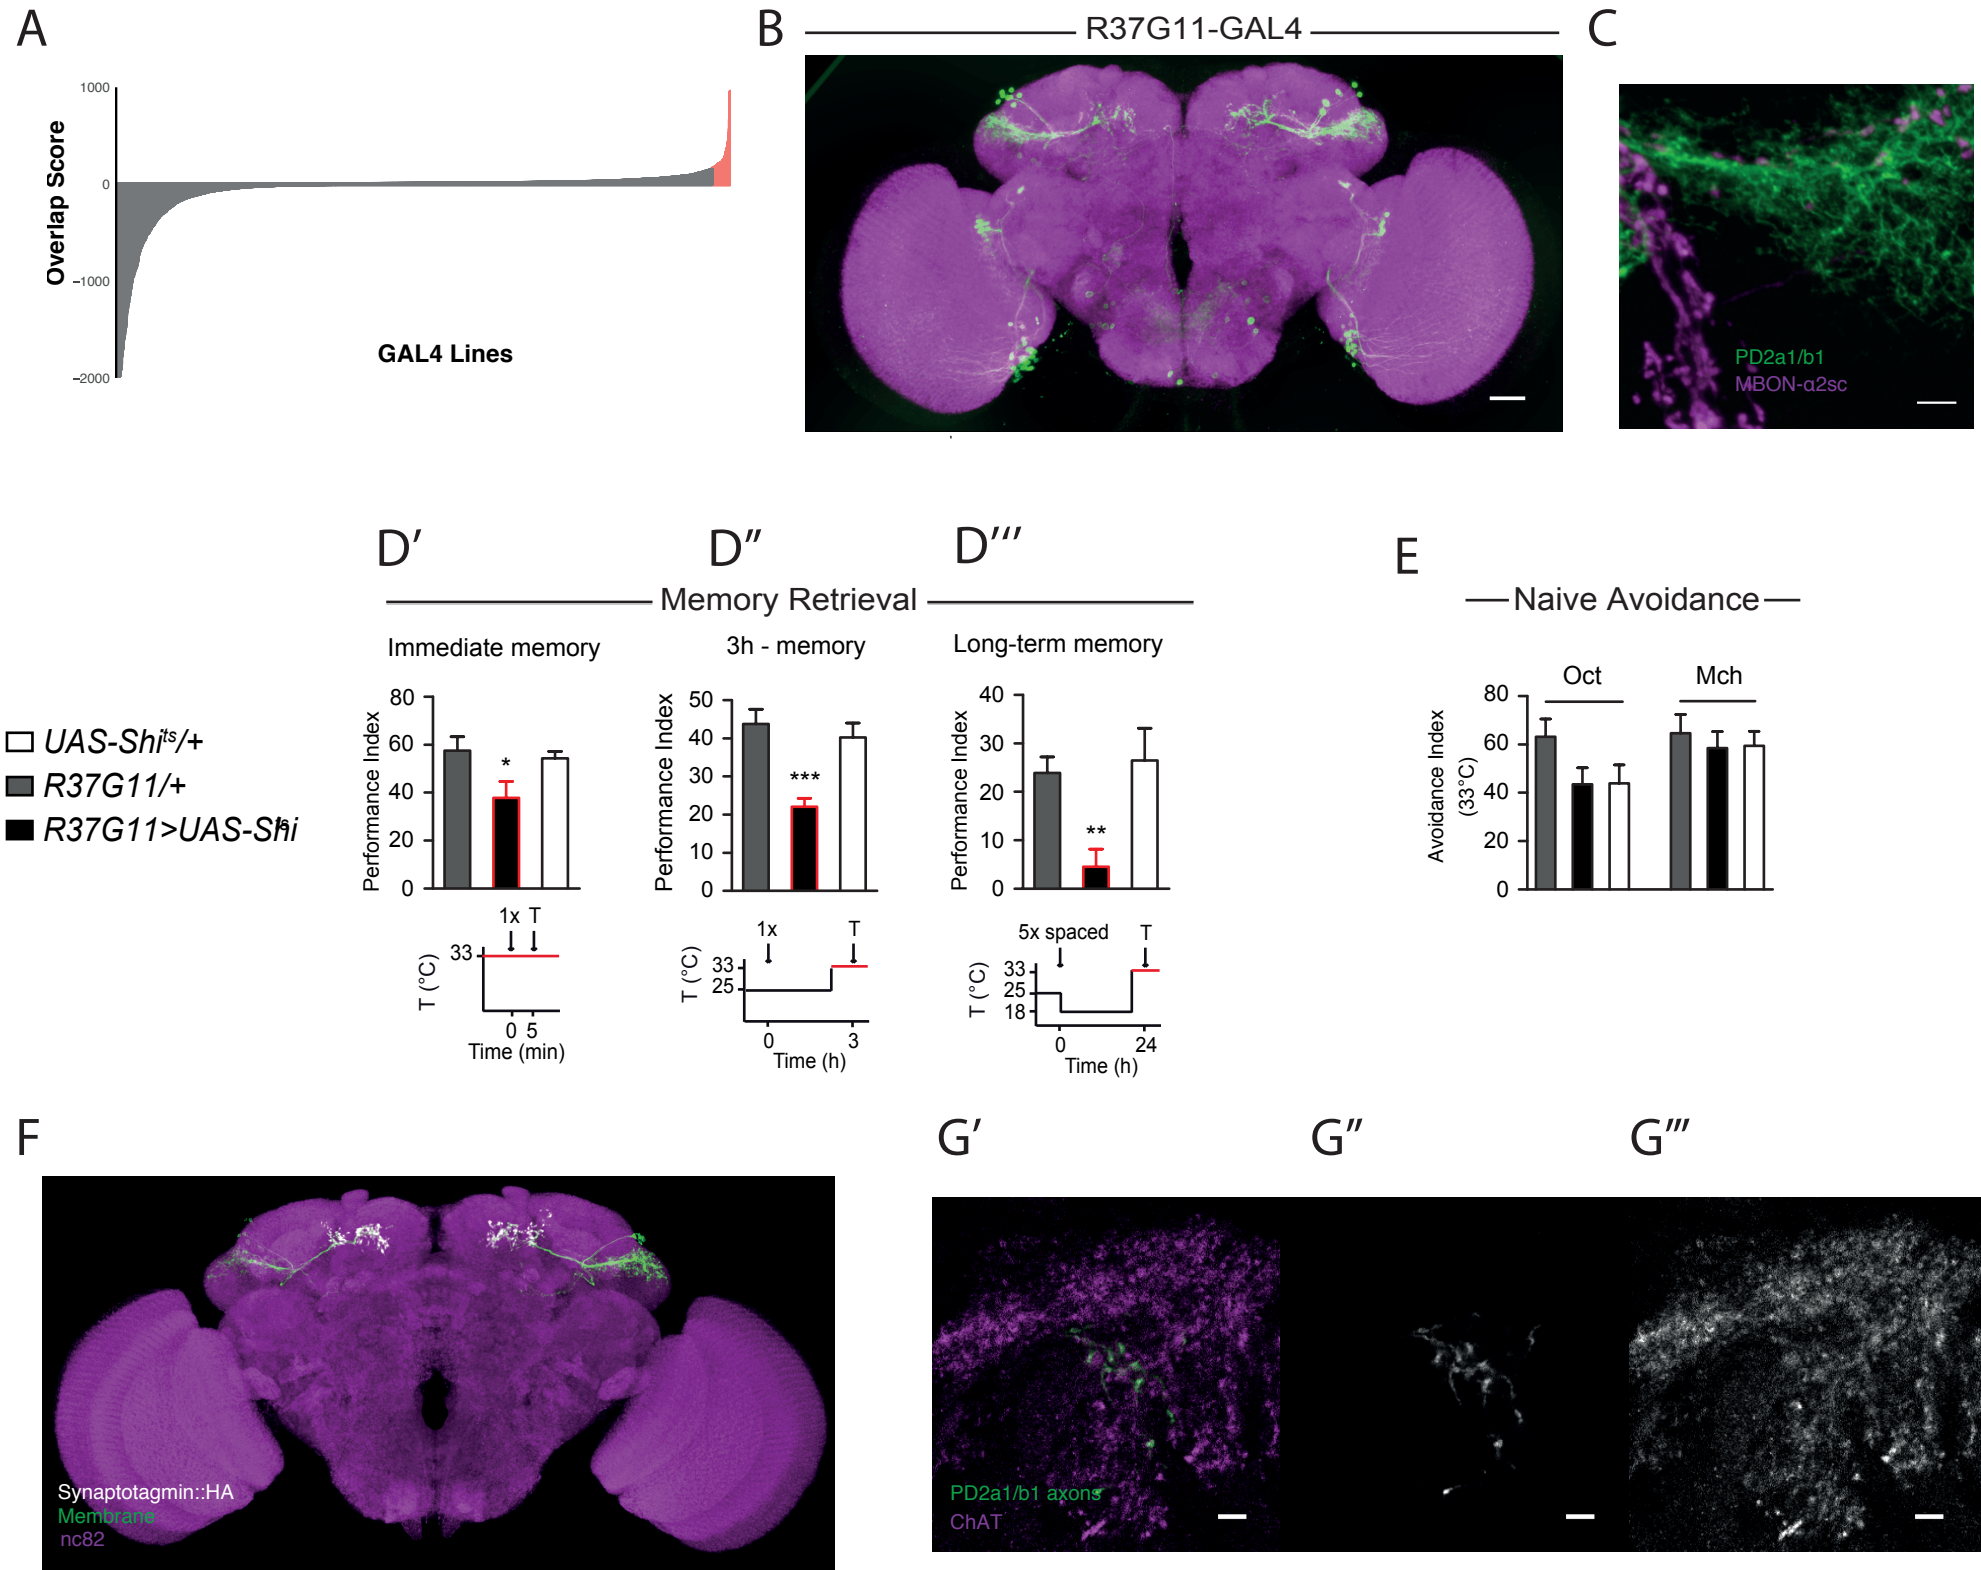 A
1000
0
−1000
−2000
Overlap Score
GAL4 Lines
B
R37G11-GAL4
C
PD2a1/b1
MBON-α2sc
D′
D″
D‴
Memory Retrieval
Immediate memory
3h - memory
Long-term memory
UAS-Shits/+
R37G11/+
R37G11>UAS-Shits
Performance Index
80
60
40
20
0
*
1x T
T (°C)
33
0 5
Time (min)
Performance Index
50
40
30
20
10
0
***
1x
T
T (°C)
33
25
0
3
Time (h)
Performance Index
40
30
20
10
0
**
5x spaced
T
T (°C)
33
25
18
0
24
Time (h)
E
Naive Avoidance
Oct
Mch
Avoidance Index
(33°C)
80
60
40
20
0
F
Synaptotagmin::HA
Membrane
nc82
G′
G″
G‴
PD2a1/b1 axons
ChAT